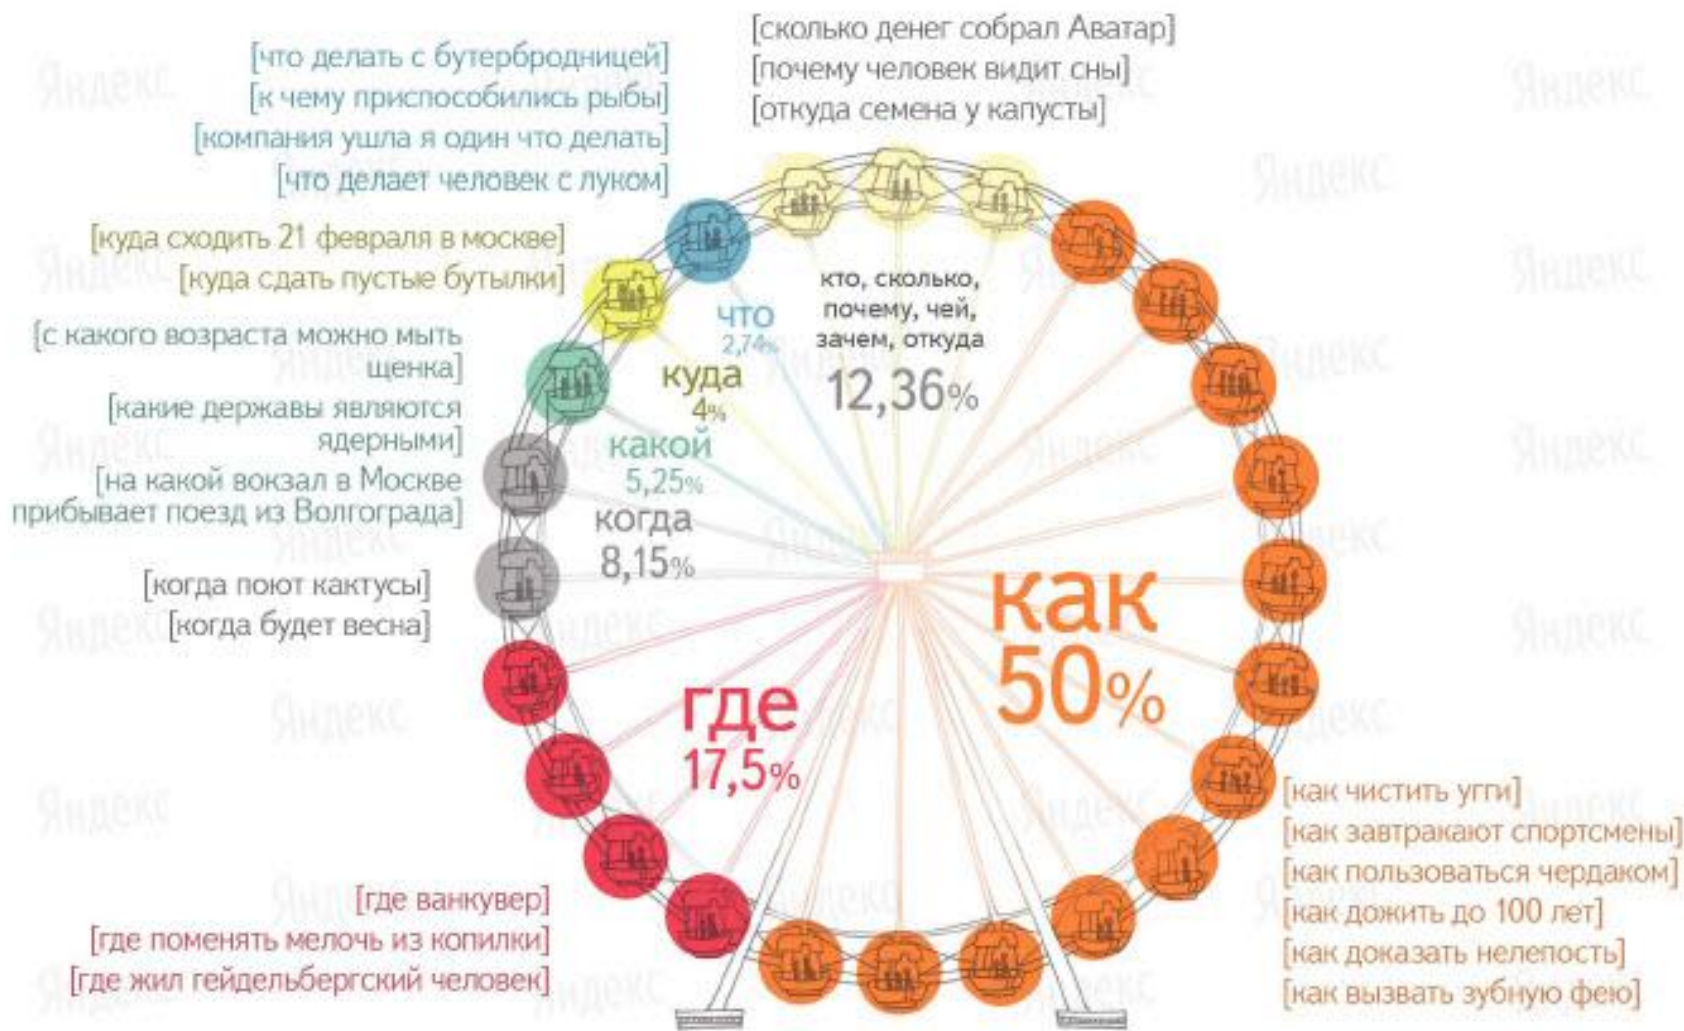 [сколько денег собрал Аватар]
[почему человек видит сны]
[откуда семена у капусты]
[что делать с бутербродницей]
[к чему приспособились рыбы]
[компания ушла я один что делать]
[что делает человек с луком]
[куда сходить 21 февраля в москве]
[куда сдать пустые бутылки]
[с какого возраста можно мыть
щенка]
[какие державы являются
ядерными]
[на какой вокзал в Москве
прибывает поезд из Волгограда]
[когда поют кактусы]
[когда будет весна]
кто, сколько,
почему, чей,
зачем, откуда
12,36%
что
2,74%
куда
4%
какой
5,25%
когда
8,15%
где
17,5%
как
50%
[где ванкувер]
[где поменять мелочь из копилки]
[где жил гейдельбергский человек]
[как чистить угги]
[как завтракают спортсмены]
[как пользоваться чердаком]
[как дожить до 100 лет]
[как доказать нелепость]
[как вызвать зубную фею]
Яндекс